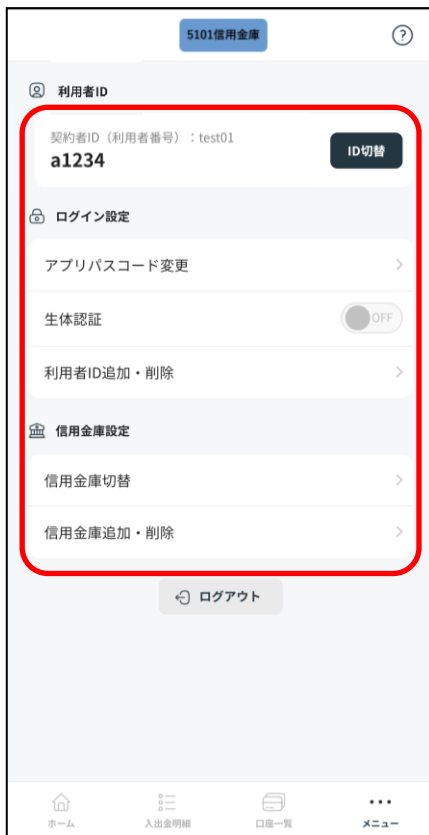 5101信用金庫
?
利用者ID
契約者ID（利用者番号）：test01
a1234
ID切替
ログイン設定
アプリパスコード変更
生体認証
OFF
利用者ID追加・削除
信用金庫設定
信用金庫切替
信用金庫追加・削除
ログアウト
ホーム
入出金明細
口座一覧
メニュー